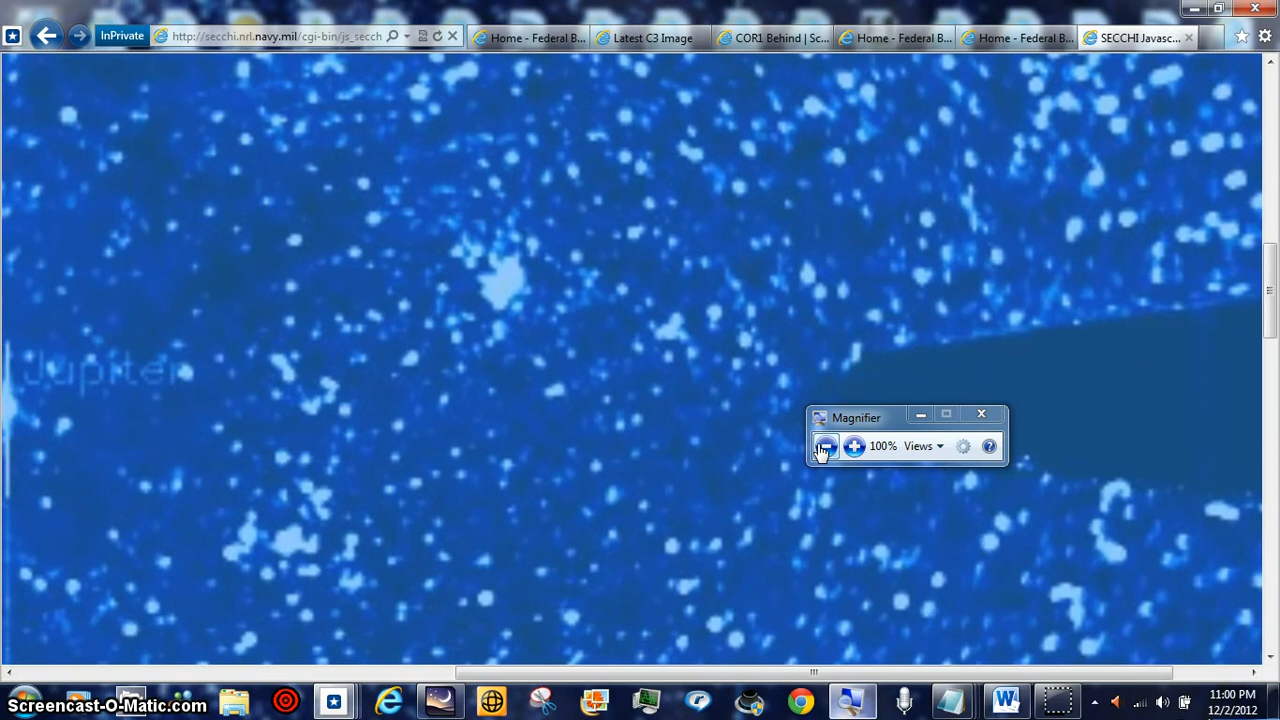 InPrivate
http://secchi.nrl.navy.mil/cgi-bin/js_secch
Home - Federal B...
Latest C3 Image
COR1 Behind | Sc...
Home - Federal B...
Home - Federal B...
SECCHI Javasc...
Jupiter
Magnifier
100% Views
Screencast-O-Matic.com
11:00 PM
12/2/2012